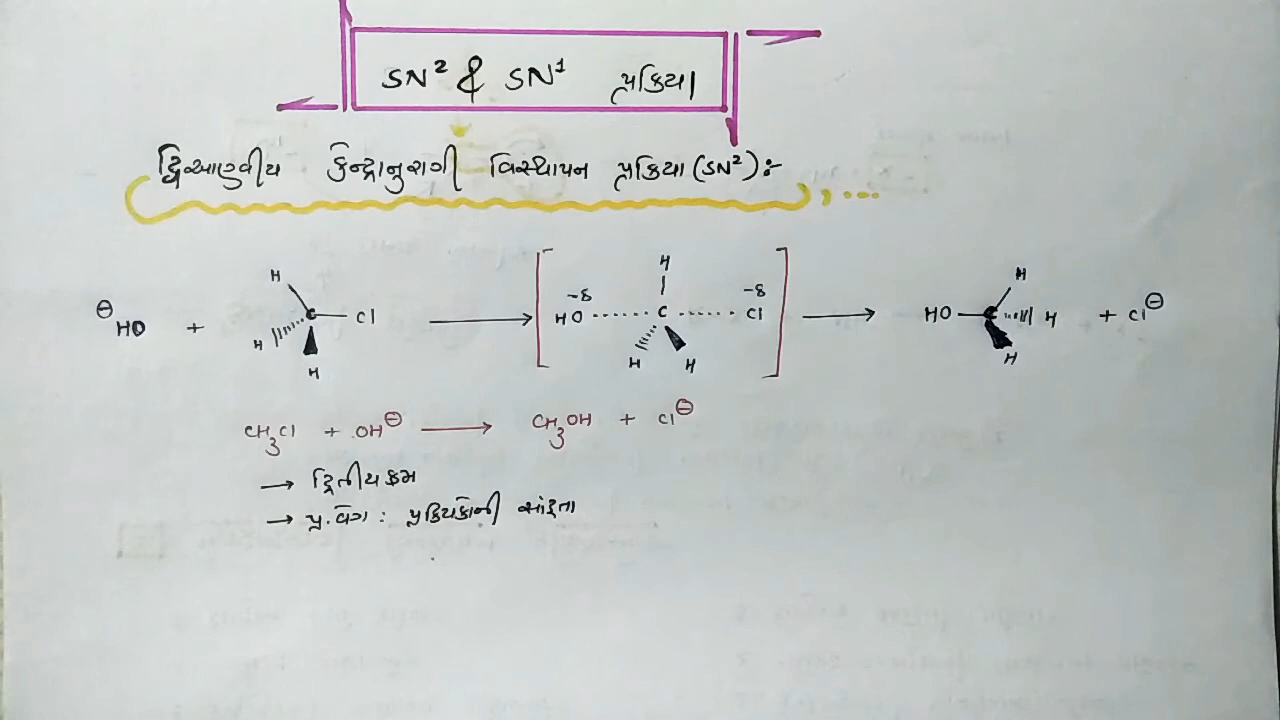 SN² & SN¹ પ્રક્રિયા
દ્વિઆણ્વીય કેન્દ્રાનુરાગી વિસ્થાપન પ્રક્રિયા (SN²) :-
H H H
⊖HO + H C Cl → [ -δ HO ...... C ...... Cl -δ ] → HO – C H + Cl⊖
H H H H
CH₃Cl + OH⊖ → CH₃OH + Cl⊖
→ દ્વિતીયક્રમ
→ પ્ર. વેગ : પ્રક્રિયકોની સાંદ્રતા